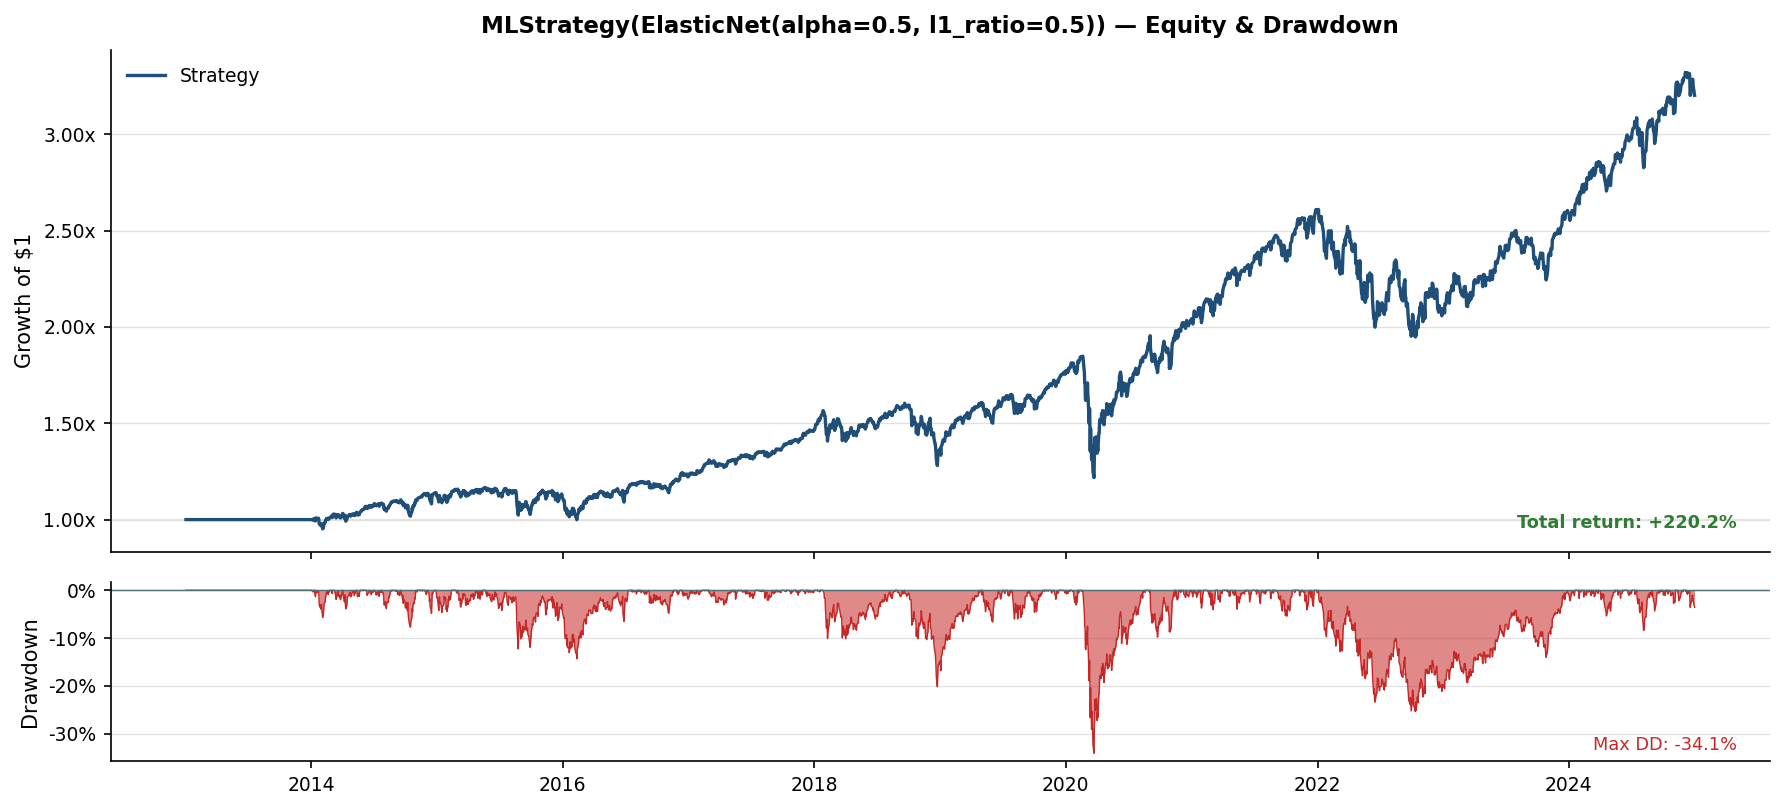 MLStrategy(ElasticNet(alpha=0.5, l1_ratio=0.5)) — Equity & Drawdown
Strategy
Growth of $1
3.00x
2.50x
2.00x
1.50x
1.00x
Total return: +220.2%
Drawdown
0%
-10%
-20%
-30%
Max DD: -34.1%
2014
2016
2018
2020
2022
2024